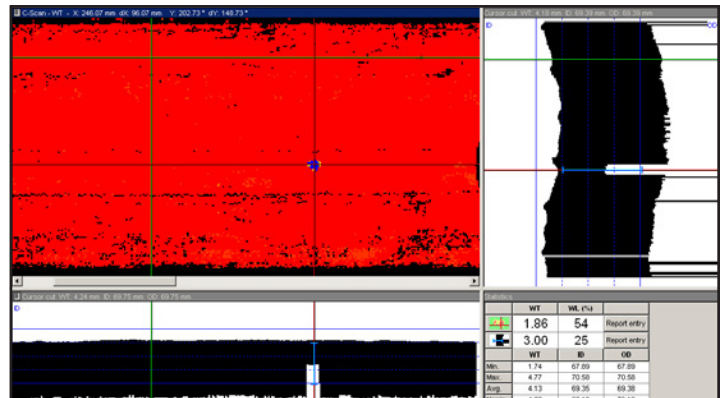 C-Scan - WT - X: 246.07 mm dX: 96.07 mm Y: 202.73 ° dY: 148.73 °
Cursor cut WT: 4.18 mm ID: 69.39 mm OD: 69.39 mm
ID
OD
Cursor cut WT: 4.24 mm ID: 69.75 mm OD: 69.75 mm
ID
Statistics
WT WL (%)
1.86 54 Report entry
3.00 25 Report entry
WT ID OD
Min. 1.74 67.89 67.89
Max. 4.77 70.58 70.58
Avg. 4.13 69.35 69.38